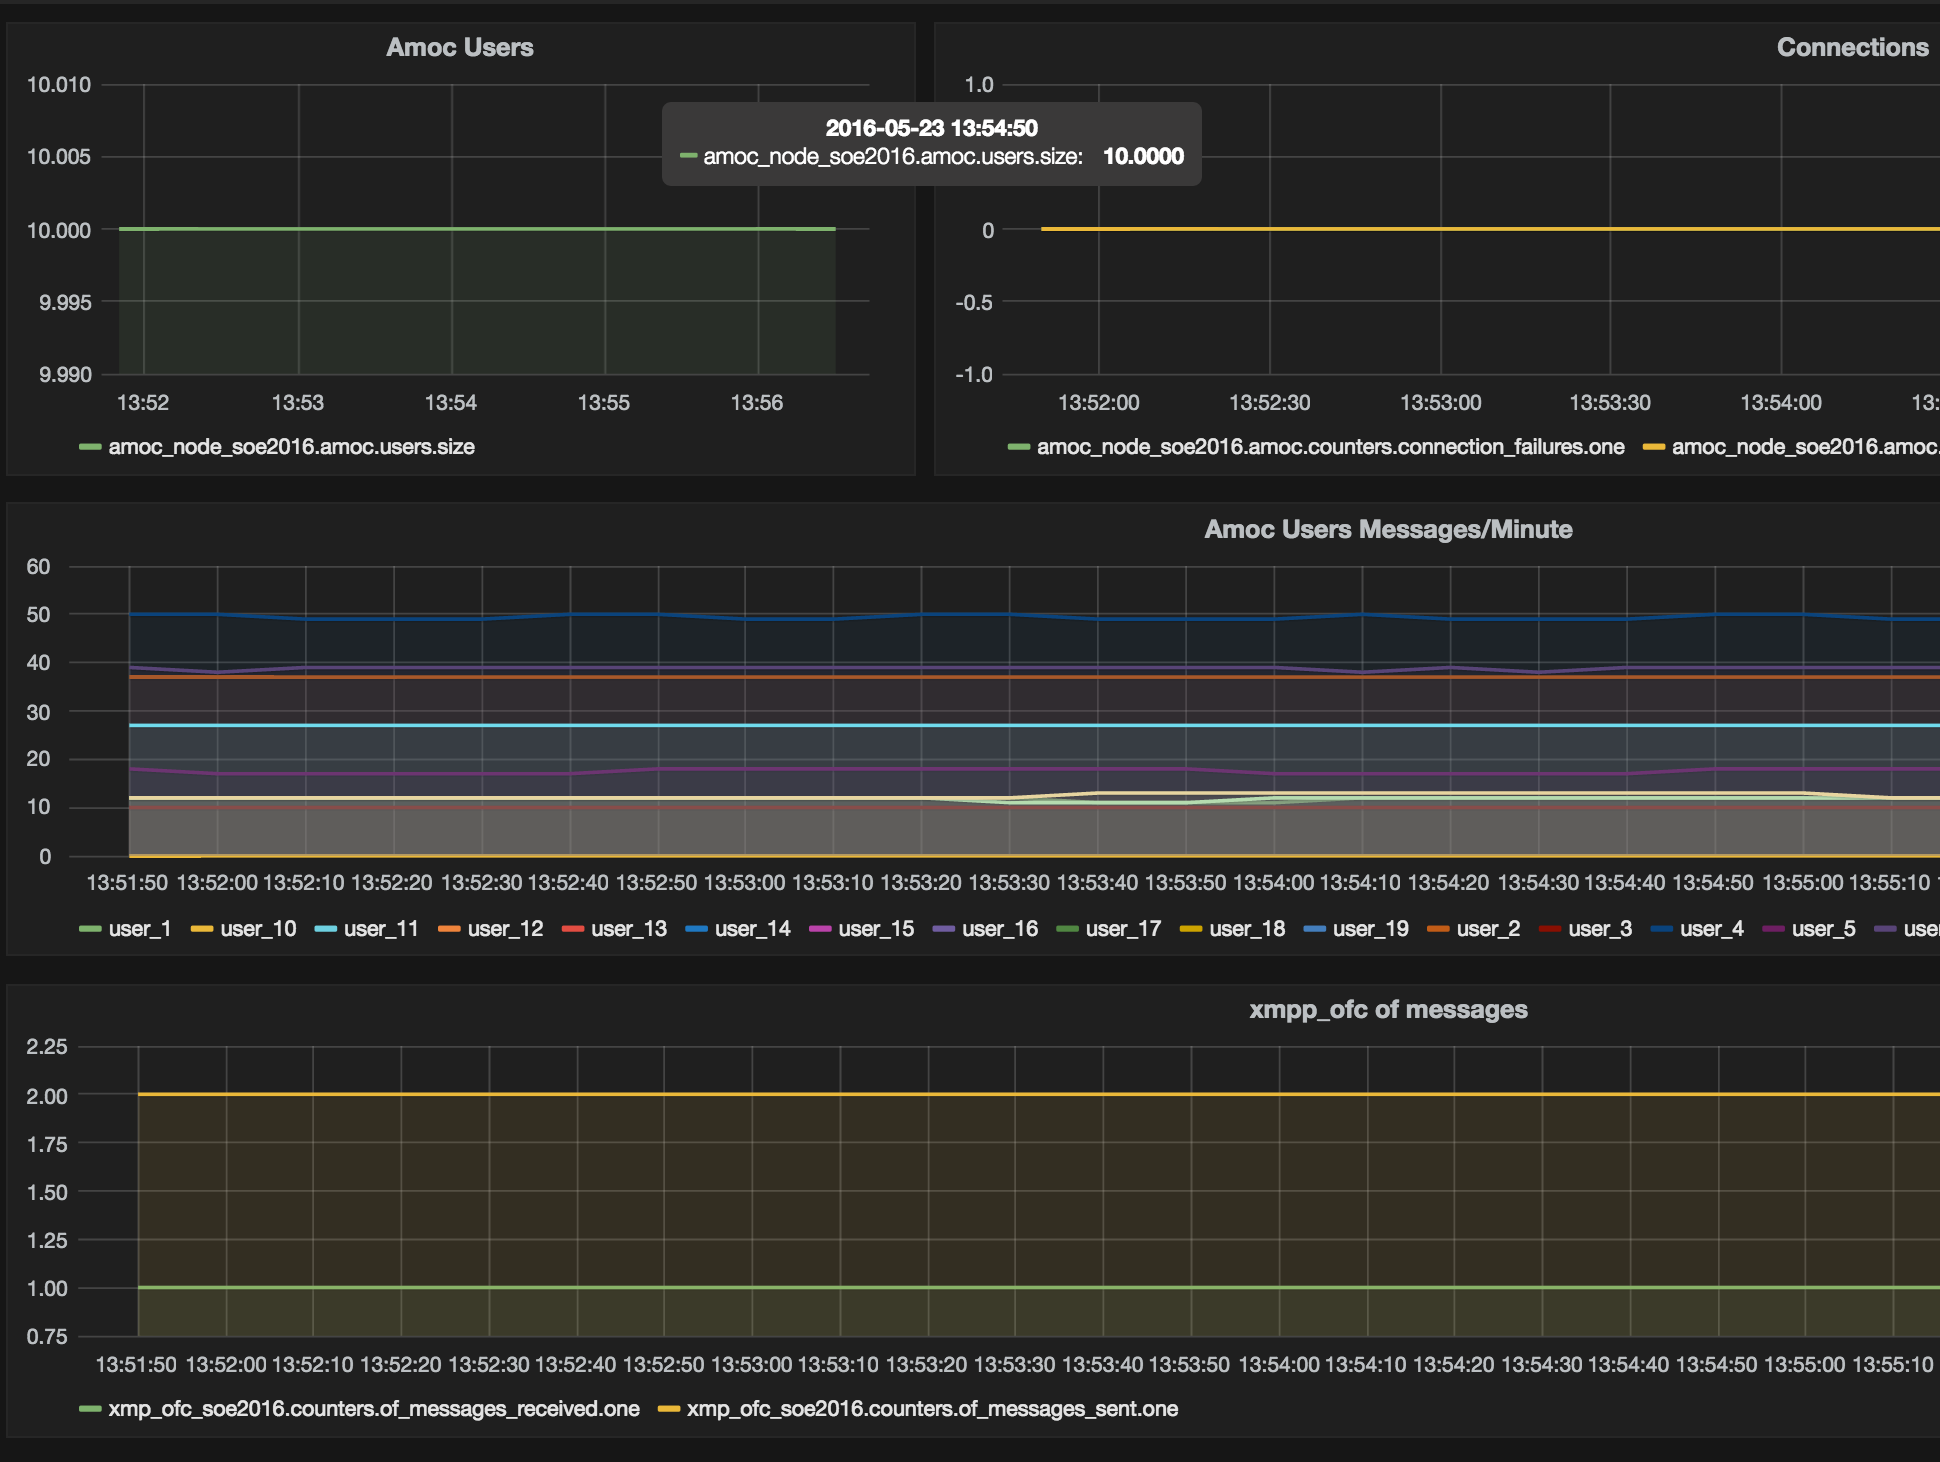 Amoc Users
10.010
10.005
10.000
9.995
9.990
13:52 13:53 13:54 13:55 13:56
amoc_node_soe2016.amoc.users.size
2016-05-23 13:54:50
amoc_node_soe2016.amoc.users.size: 10.0000
Connections
1.0
0
-0.5
-1.0
13:52:00 13:52:30 13:53:00 13:53:30 13:54:00 13:
amoc_node_soe2016.amoc.counters.connection_failures.one amoc_node_soe2016.amoc.
Amoc Users Messages/Minute
60
50
40
30
20
10
0
13:51:50 13:52:00 13:52:10 13:52:20 13:52:30 13:52:40 13:52:50 13:53:00 13:53:10 13:53:20 13:53:30 13:53:40 13:53:50 13:54:00 13:54:10 13:54:20 13:54:30 13:54:40 13:54:50 13:55:00 13:55:10
user_1 user_10 user_11 user_12 user_13 user_14 user_15 user_16 user_17 user_18 user_19 user_2 user_3 user_4 user_5 use
xmpp_ofc of messages
2.25
2.00
1.75
1.50
1.25
1.00
0.75
13:51:50 13:52:00 13:52:10 13:52:20 13:52:30 13:52:40 13:52:50 13:53:00 13:53:10 13:53:20 13:53:30 13:53:40 13:53:50 13:54:00 13:54:10 13:54:20 13:54:30 13:54:40 13:54:50 13:55:00 13:55:10
xmp_ofc_soe2016.counters.of_messages_received.one xmp_ofc_soe2016.counters.of_messages_sent.one